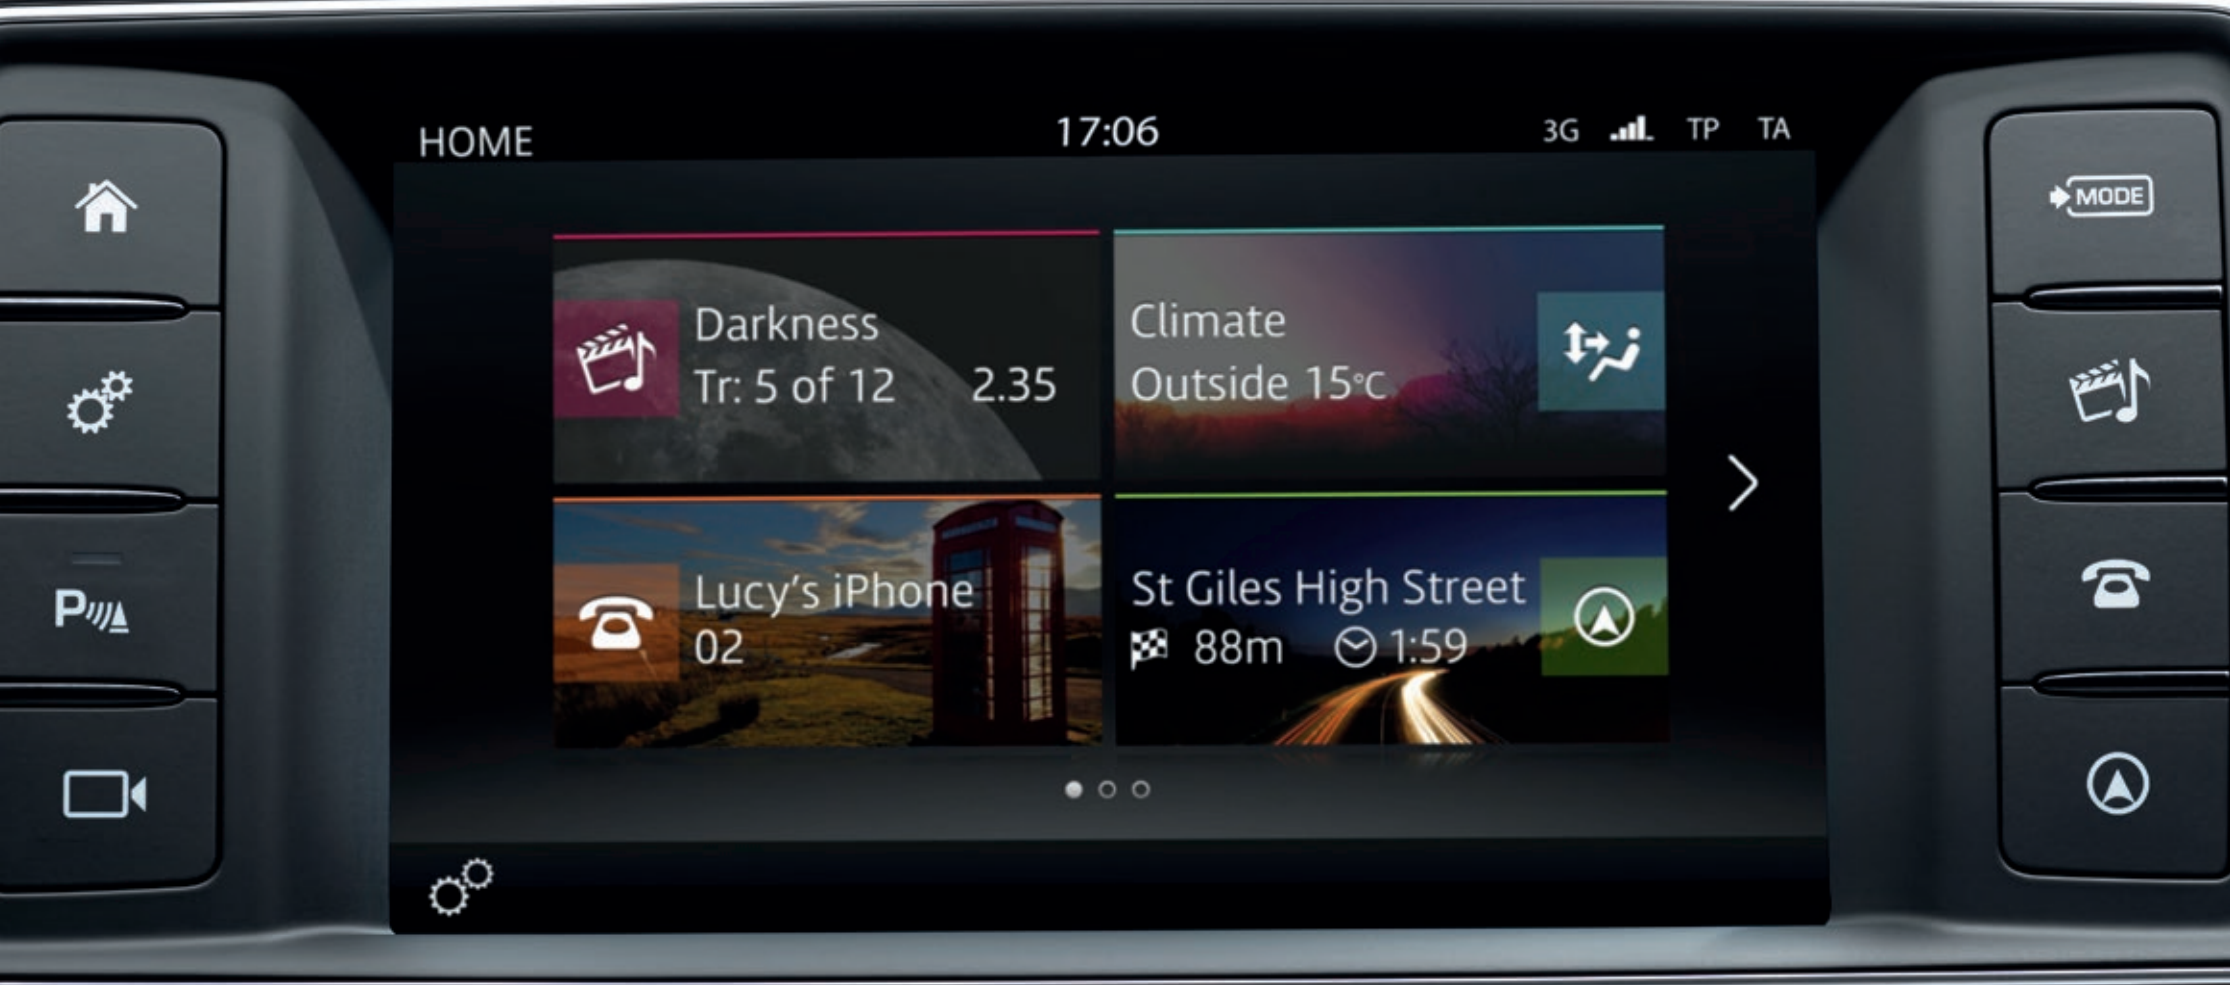 HOME
17:06
3G TP TA
MODE
Darkness
Tr: 5 of 12 2.35
Climate
Outside 15°C
Lucy's iPhone
02
St Giles High Street
88m 1:59
P